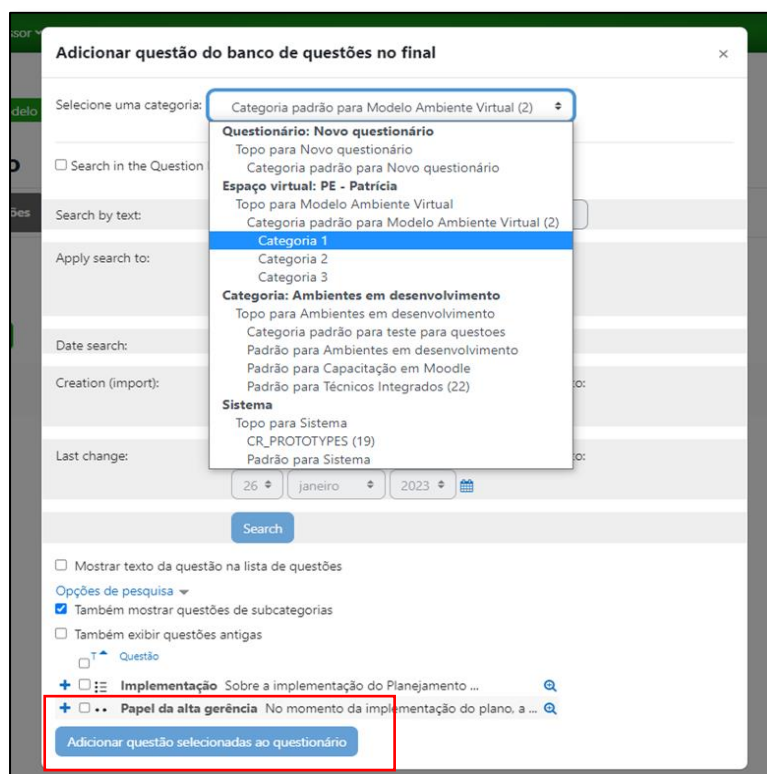 ssor
Adicionar questão do banco de questões no final ×
delo
Selecione uma categoria: Categoria padrão para Modelo Ambiente Virtual (2)
Questionário: Novo questionário
Topo para Novo questionário
Categoria padrão para Novo questionário
Espaço virtual: PE - Patrícia
Topo para Modelo Ambiente Virtual
Categoria padrão para Modelo Ambiente Virtual (2)
Categoria 1
Categoria 2
Categoria 3
Categoria: Ambientes em desenvolvimento
Topo para Ambientes em desenvolvimento
Categoria padrão para teste para questoes
Padrão para Ambientes em desenvolvimento
Padrão para Capacitação em Moodle
Padrão para Técnicos Integrados (22)
Sistema
Topo para Sistema
CR_PROTOTYPES (19)
Padrão para Sistema
Search in the Question
ões
Search by text:
Apply search to:
Date search:
Creation (import): to:
Last change: to:
26 janeiro 2023
Search
Mostrar texto da questão na lista de questões
Opções de pesquisa
Também mostrar questões de subcategorias
Também exibir questões antigas
T Questão
Implementação Sobre a implementação do Planejamento ...
Papel da alta gerência No momento da implementação do plano, a ...
Adicionar questão selecionadas ao questionário